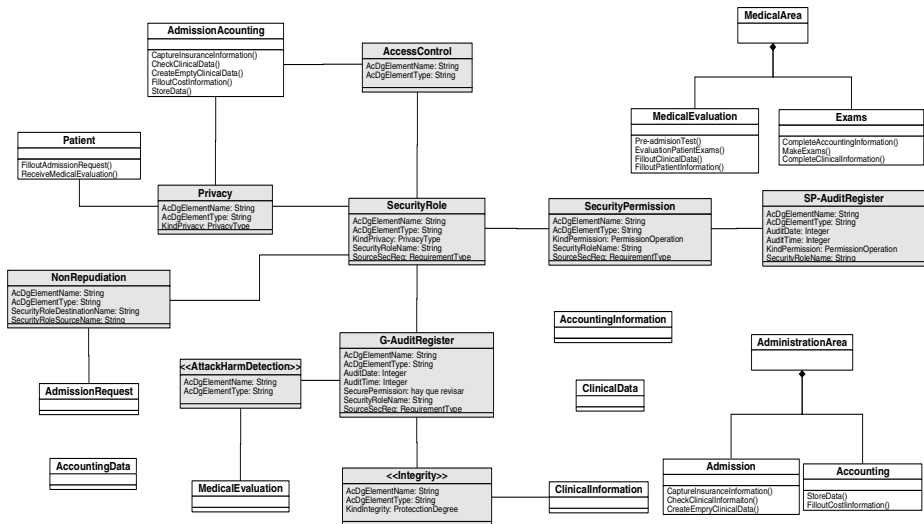 AdmissionAcounting
CaptureInsuranceInformation()
CheckClinicalData()
CreateEmptyClinicalData()
FilloutCostInformation()
StoreData()
AccessControl
AcDgElementName: String
AcDgElementType: String
MedicalArea
MedicalEvaluation
Pre-admisionTest()
EvaluationPatientExams()
FilloutClinicalData()
FilloutPatientInformation()
Exams
CompleteAccountingInformation()
MakeExams()
CompleteClinicalInformation()
Patient
FilloutAdmissionRequest()
ReceiveMedicalEvaluation()
Privacy
AcDgElementName: String
AcDgElementType: String
KindPrivacy: PrivacyType
SecurityRole
AcDgElementName: String
AcDgElementType: String
KindPrivacy: PrivacyType
SecurityRoleName: String
SourceSecReq: RequirementType
SecurityPermission
AcDgElementName: String
AcDgElementType: String
KindPermission: PermissionOperation
SecurityRoleName: String
SourceSecReq: RequirementType
SP-AuditRegister
AcDgElementName: String
AcDgElementType: String
AuditDate: Integer
AuditTime: Integer
KindPermission: PermissionOperation
SecurityRoleName: String
NonRepudiation
AcDgElementName: String
AcDgElementType: String
SecurityRoleDestinationName: String
SecurityRoleSourceName: String
G-AuditRegister
AcDgElementName: String
AcDgElementType: String
AuditDate: Integer
AuditTime: Integer
SecurePermission: hay que revisar
SecurityRoleName: String
SourceSecReq: RequirementType
AccountingInformation
AdministrationArea
<<AttackHarmDetection>>
AcDgElementName: String
AcDgElementType: String
AdmissionRequest
ClinicalData
AccountingData
MedicalEvaluation
<<Integrity>>
AcDgElementName: String
AcDgElementType: String
KindIntegrity: ProtecctionDegree
ClinicalInformation
Admission
CaptureInsuranceInformation()
CheckClinicalInformaiton()
CreateEmpryClinicalData()
Accounting
StoreData()
FilloutCostIinformation()